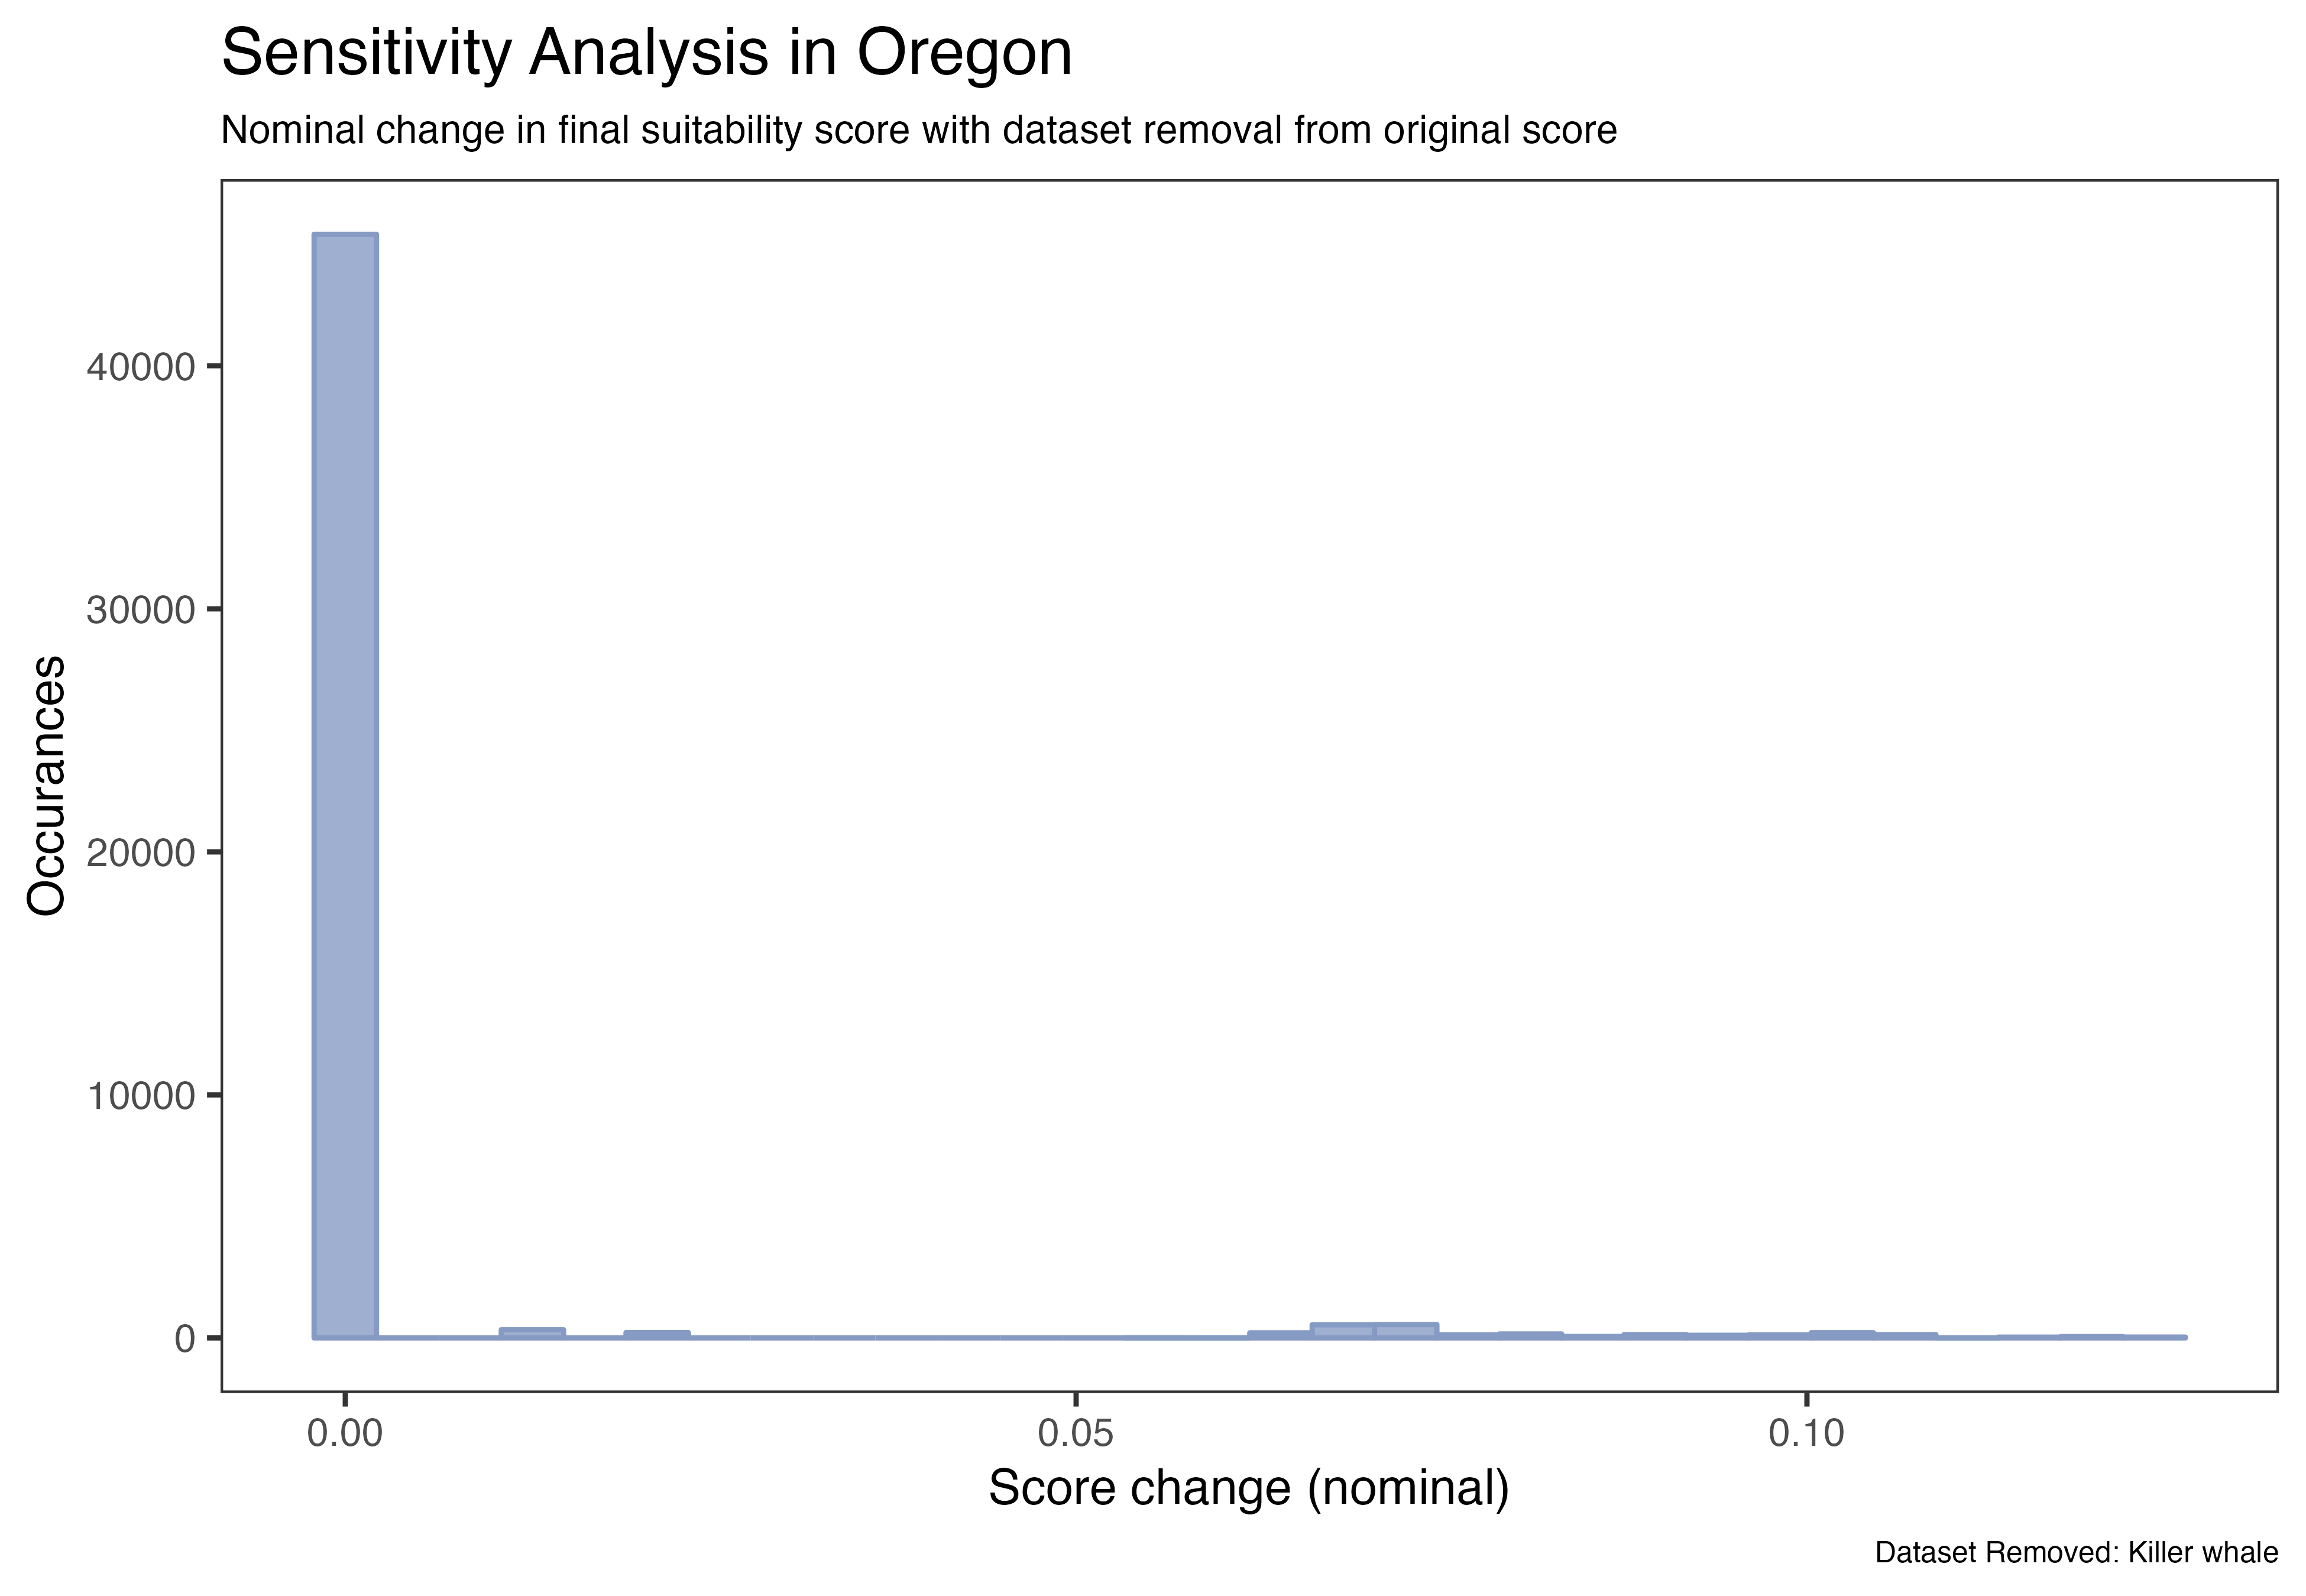 Sensitivity Analysis in Oregon
Nominal change in final suitability score with dataset removal from original score
Occurances
40000
30000
20000
10000
0
0.00
0.05
0.10
Score change (nominal)
Dataset Removed: Killer whale